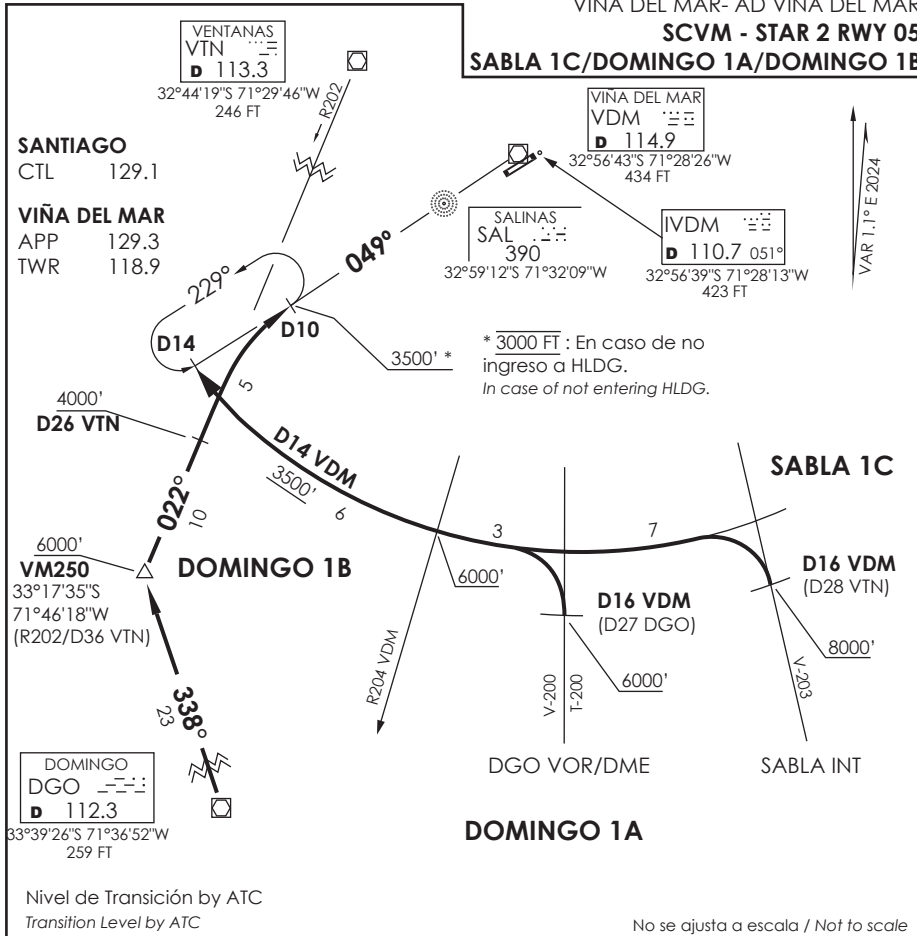 VIÑA DEL MAR- AD VIÑA DEL MAR
SCVM - STAR 2 RWY 05
SABLA 1C/DOMINGO 1A/DOMINGO 1B
VENTANAS
VTN
D 113.3
32°44'19"S 71°29'46"W
246 FT
R202
VIÑA DEL MAR
VDM
D 114.9
32°56'43"S 71°28'26"W
434 FT
SANTIAGO
CTL 129.1
VIÑA DEL MAR
APP 129.3
TWR 118.9
SALINAS
SAL
390
32°59'12"S 71°32'09"W
IVDM
D 110.7 051°
32°56'39"S 71°28'13"W
423 FT
VAR 1.1° E 2024
049°
229°
D14
D10
3500' *
* 3000 FT : En caso de no
ingreso a HLDG.
In case of not entering HLDG.
4000'
D26 VTN
5
D14 VDM
3500'
6
022°
10
SABLA 1C
3
7
6000'
VM250
33°17'35"S
71°46'18"W
(R202/D36 VTN)
DOMINGO 1B
6000'
D16 VDM
(D27 DGO)
6000'
D16 VDM
(D28 VTN)
8000'
R204 VDM
V-200
T-200
V-203
338°
23
DOMINGO
DGO
D 112.3
33°39'26"S 71°36'52"W
259 FT
DGO VOR/DME
SABLA INT
DOMINGO 1A
Nivel de Transición by ATC
Transition Level by ATC
No se ajusta a escala / Not to scale